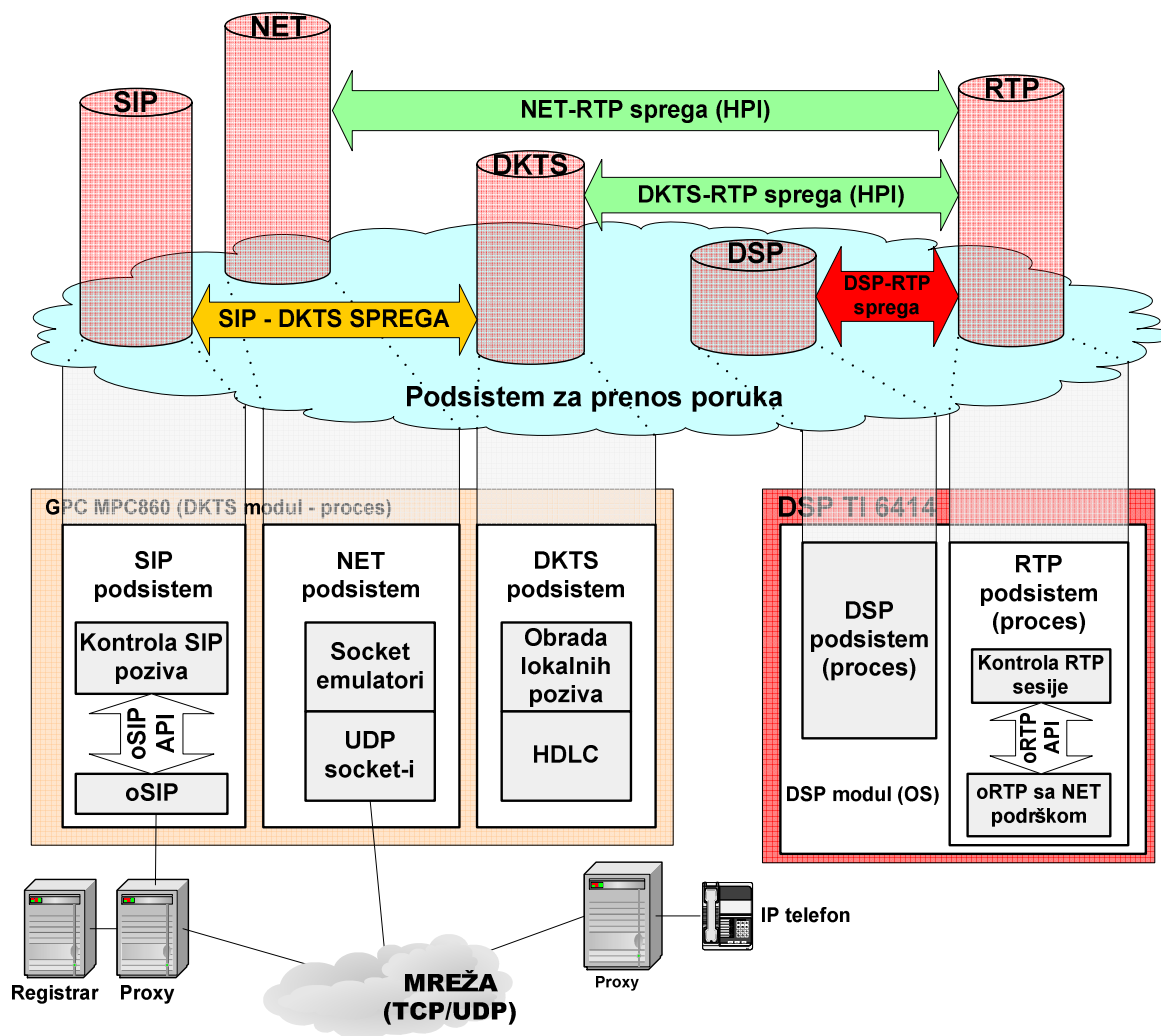 NET
SIP
RTP
NET-RTP sprega (HPI)
DKTS
DKTS-RTP sprega (HPI)
DSP
DSP-RTP
sprega
SIP - DKTS SPREGA
Podsistem za prenos poruka
GPC MPC860 (DKTS modul - proces)
DSP TI 6414
SIP
podsistem
NET
podsistem
DKTS
podsistem
DSP
podsistem
(proces)
RTP
podsistem
(proces)
Kontrola SIP
poziva
Socket
emulatori
Obrada
lokalnih
poziva
Kontrola RTP
sesije
oSIP
API
oRTP
API
UDP
socket-i
HDLC
oSIP
DSP modul (OS)
oRTP sa NET
podrškom
IP telefon
Registrar
Proxy
Proxy
MREŽA
(TCP/UDP)